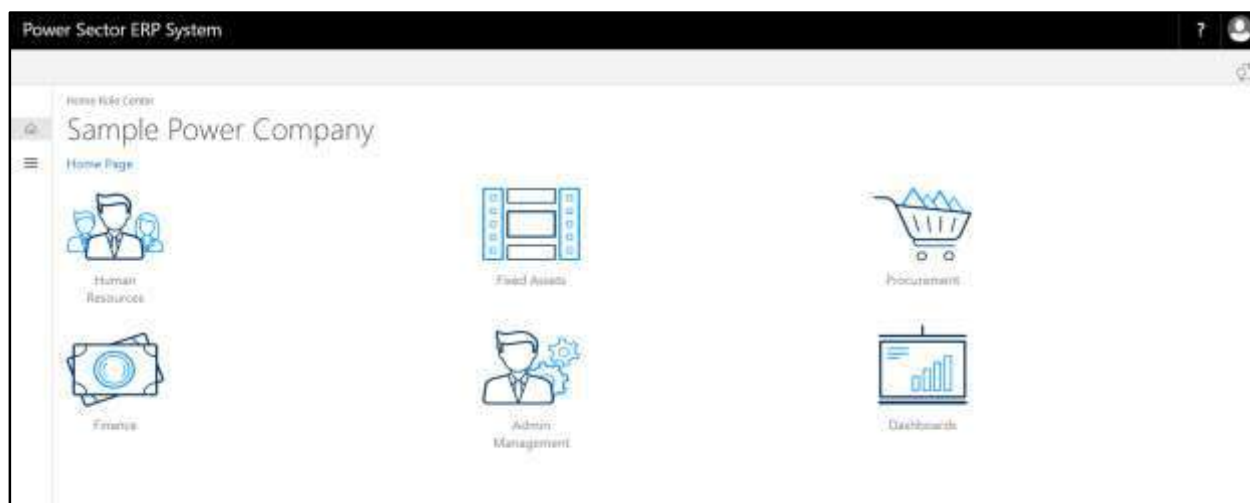 Power Sector ERP System
?
Home Role Center
Sample Power Company
Home Page
Human
Resources
Fixed Assets
Procurement
Finance
Admin
Management
Dashboards